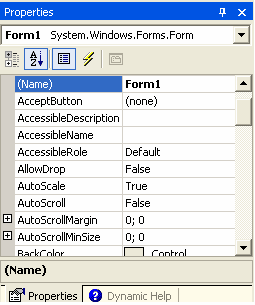 Properties
Form1 System.Windows.Forms.Form
(Name) Form1
AcceptButton (none)
AccessibleDescription
AccessibleName
AccessibleRole Default
AllowDrop False
AutoScale True
AutoScroll False
AutoScrollMargin 0; 0
AutoScrollMinSize 0; 0
BackColor Control
(Name)
Properties Dynamic Help